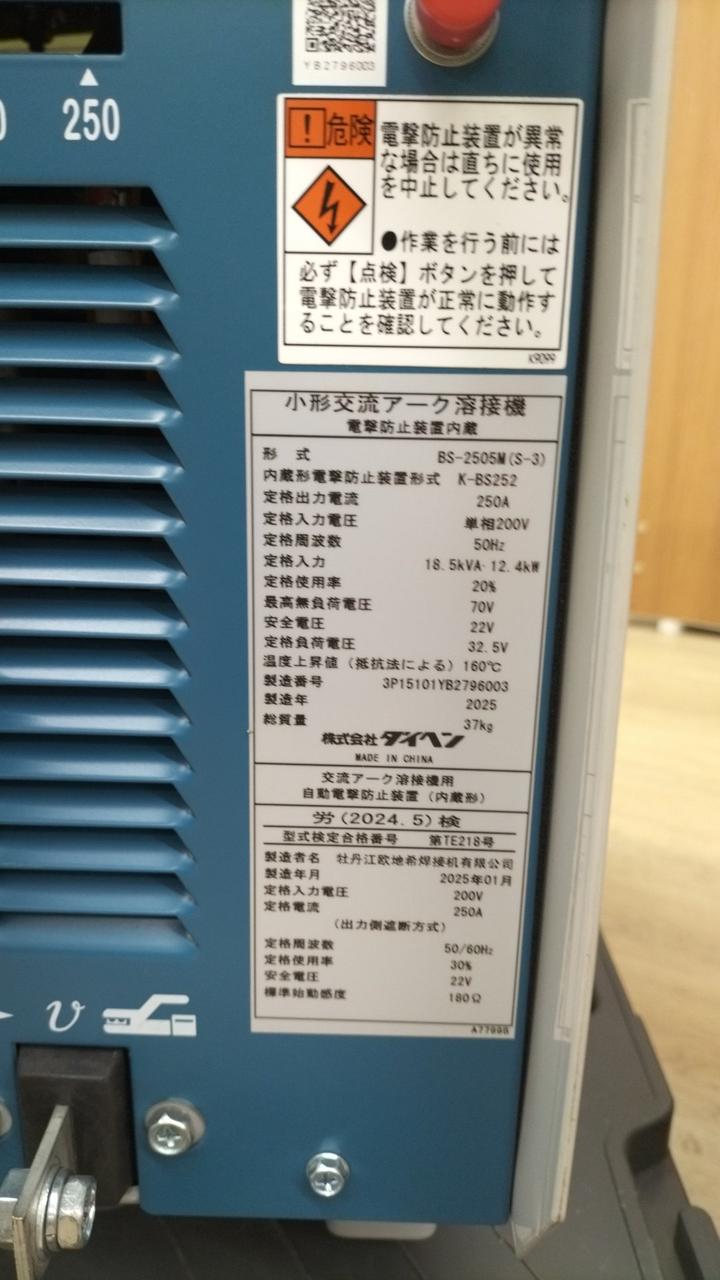 YB2796003
250
危険
電撃防止装置が異常
な場合は直ちに使用
を中止してください。
●作業を行う前には
必ず【点検】ボタンを押して
電撃防止装置が正常に動作す
ることを確認してください。
K9099
小形交流アーク溶接機
電撃防止装置内蔵
形 式 BS-2505M(S-3)
内蔵形電撃防止装置形式 K-BS252
定格出力電流 250A
定格入力電圧 単相200V
定格周波数 50Hz
定格入力 18.5kVA·12.4kW
定格使用率 20%
最高無負荷電圧 70V
安全電圧 22V
定格負荷電圧 32.5V
温度上昇値（抵抗法による）160℃
製造番号 3P15101YB2796003
製造年 2025
総質量 37kg
株式会社ダイヘン
MADE IN CHINA
交流アーク溶接機用
自動電撃防止装置（内蔵形）
労(2024.5)検
型式検定合格番号 第TE218号
製造者名 牡丹江欧地希焊接机有限公司
製造年月 2025年01月
定格入力電圧 200V
定格電流 250A
（出力側遮断方式）
定格周波数 50/60Hz
定格使用率 30%
安全電圧 22V
標準始動感度 180Ω